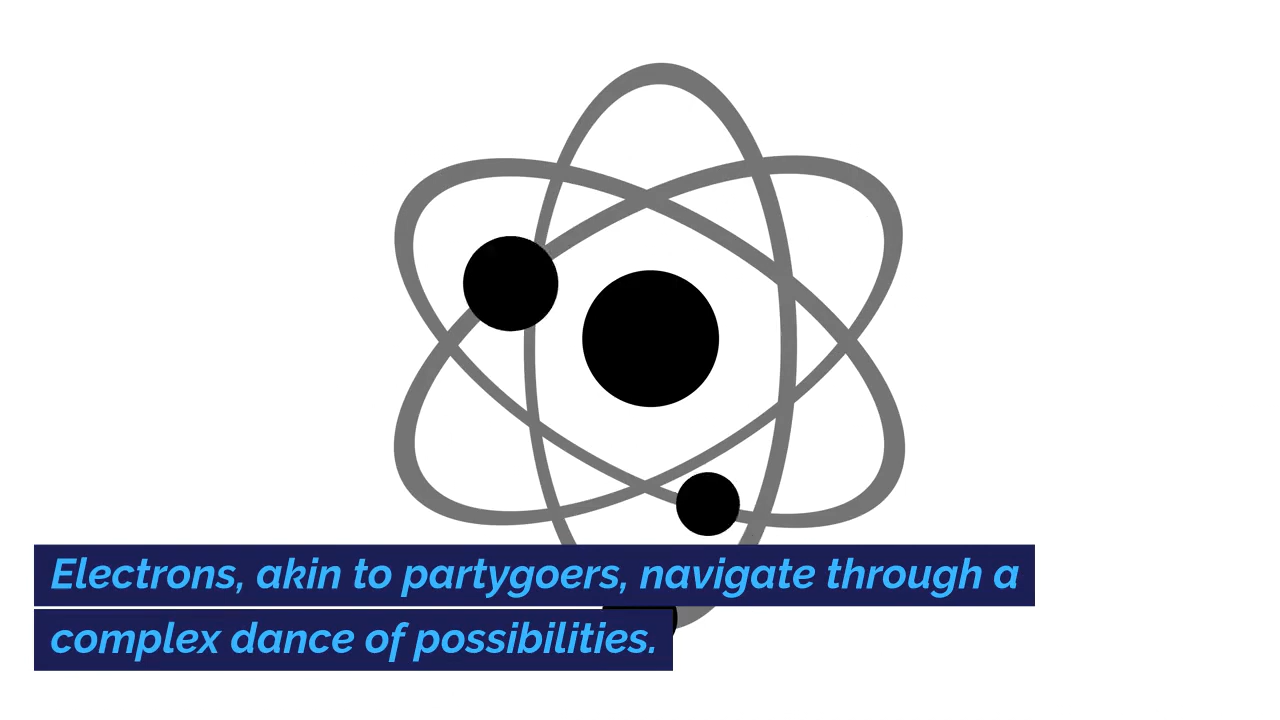 Electrons, akin to partygoers, navigate through a
complex dance of possibilities.